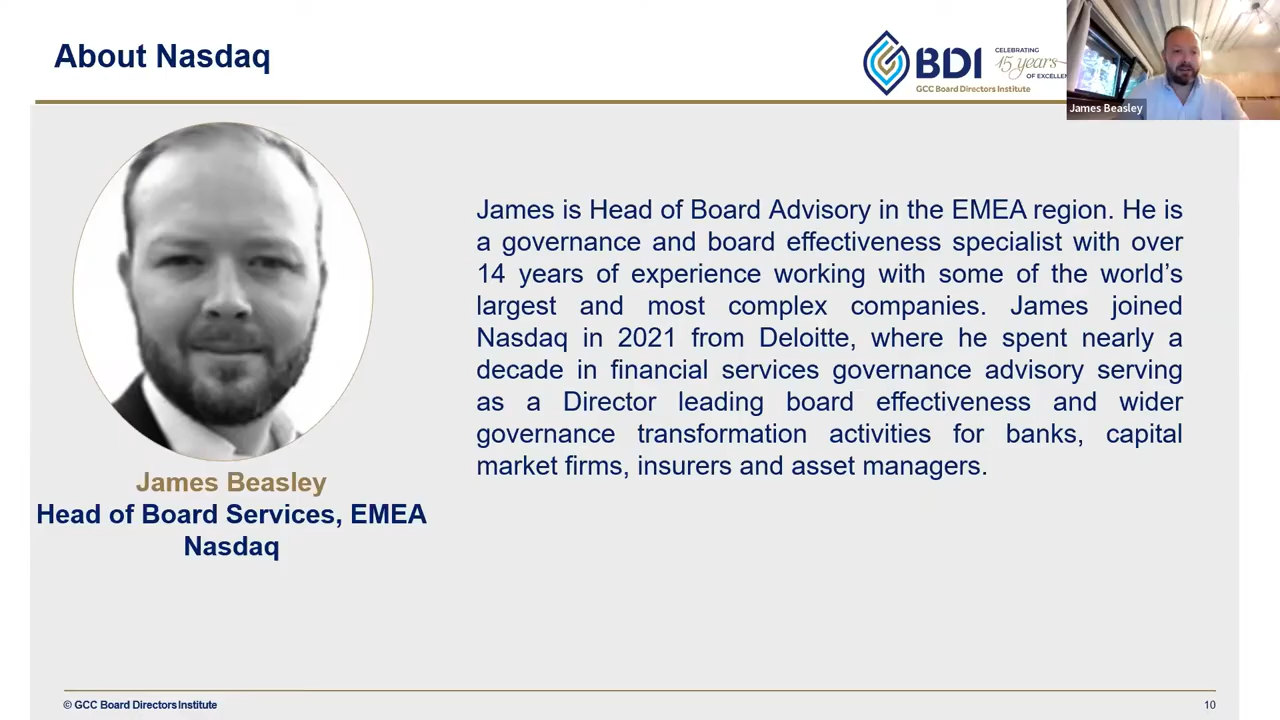 About Nasdaq
BDI
GCC Board Directors Institute
CELEBRATING
15 years
OF EXCELLEN
James Beasley
James is Head of Board Advisory in the EMEA region. He is
a governance and board effectiveness specialist with over
14 years of experience working with some of the world's
largest and most complex companies. James joined
Nasdaq in 2021 from Deloitte, where he spent nearly a
decade in financial services governance advisory serving
as a Director leading board effectiveness and wider
governance transformation activities for banks, capital
market firms, insurers and asset managers.
James Beasley
Head of Board Services, EMEA
Nasdaq
© GCC Board Directors Institute
10